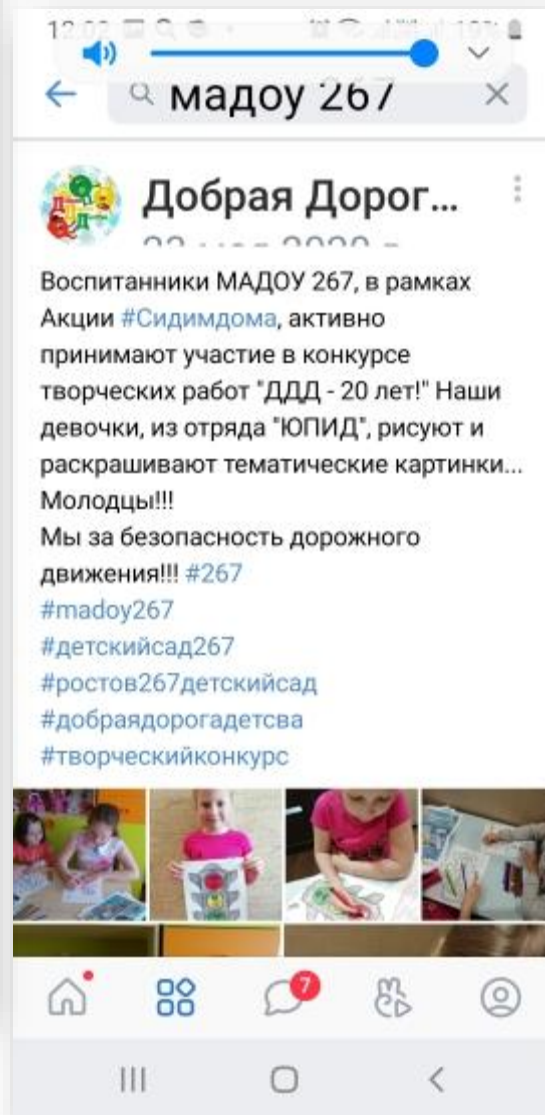 12:02
мадоу 267
Добрая Дорог...
Воспитанники МАДОУ 267, в рамках
Акции #Сидимдома, активно
принимают участие в конкурсе
творческих работ "ДДД - 20 лет!" Наши
девочки, из отряда "ЮПИД", рисуют и
раскрашивают тематические картинки...
Молодцы!!!
Мы за безопасность дорожного
движения!!! #267
#madoy267
#детскийсад267
#ростов267детскийсад
#добраядорогадетсва
#творческийконкурс
7